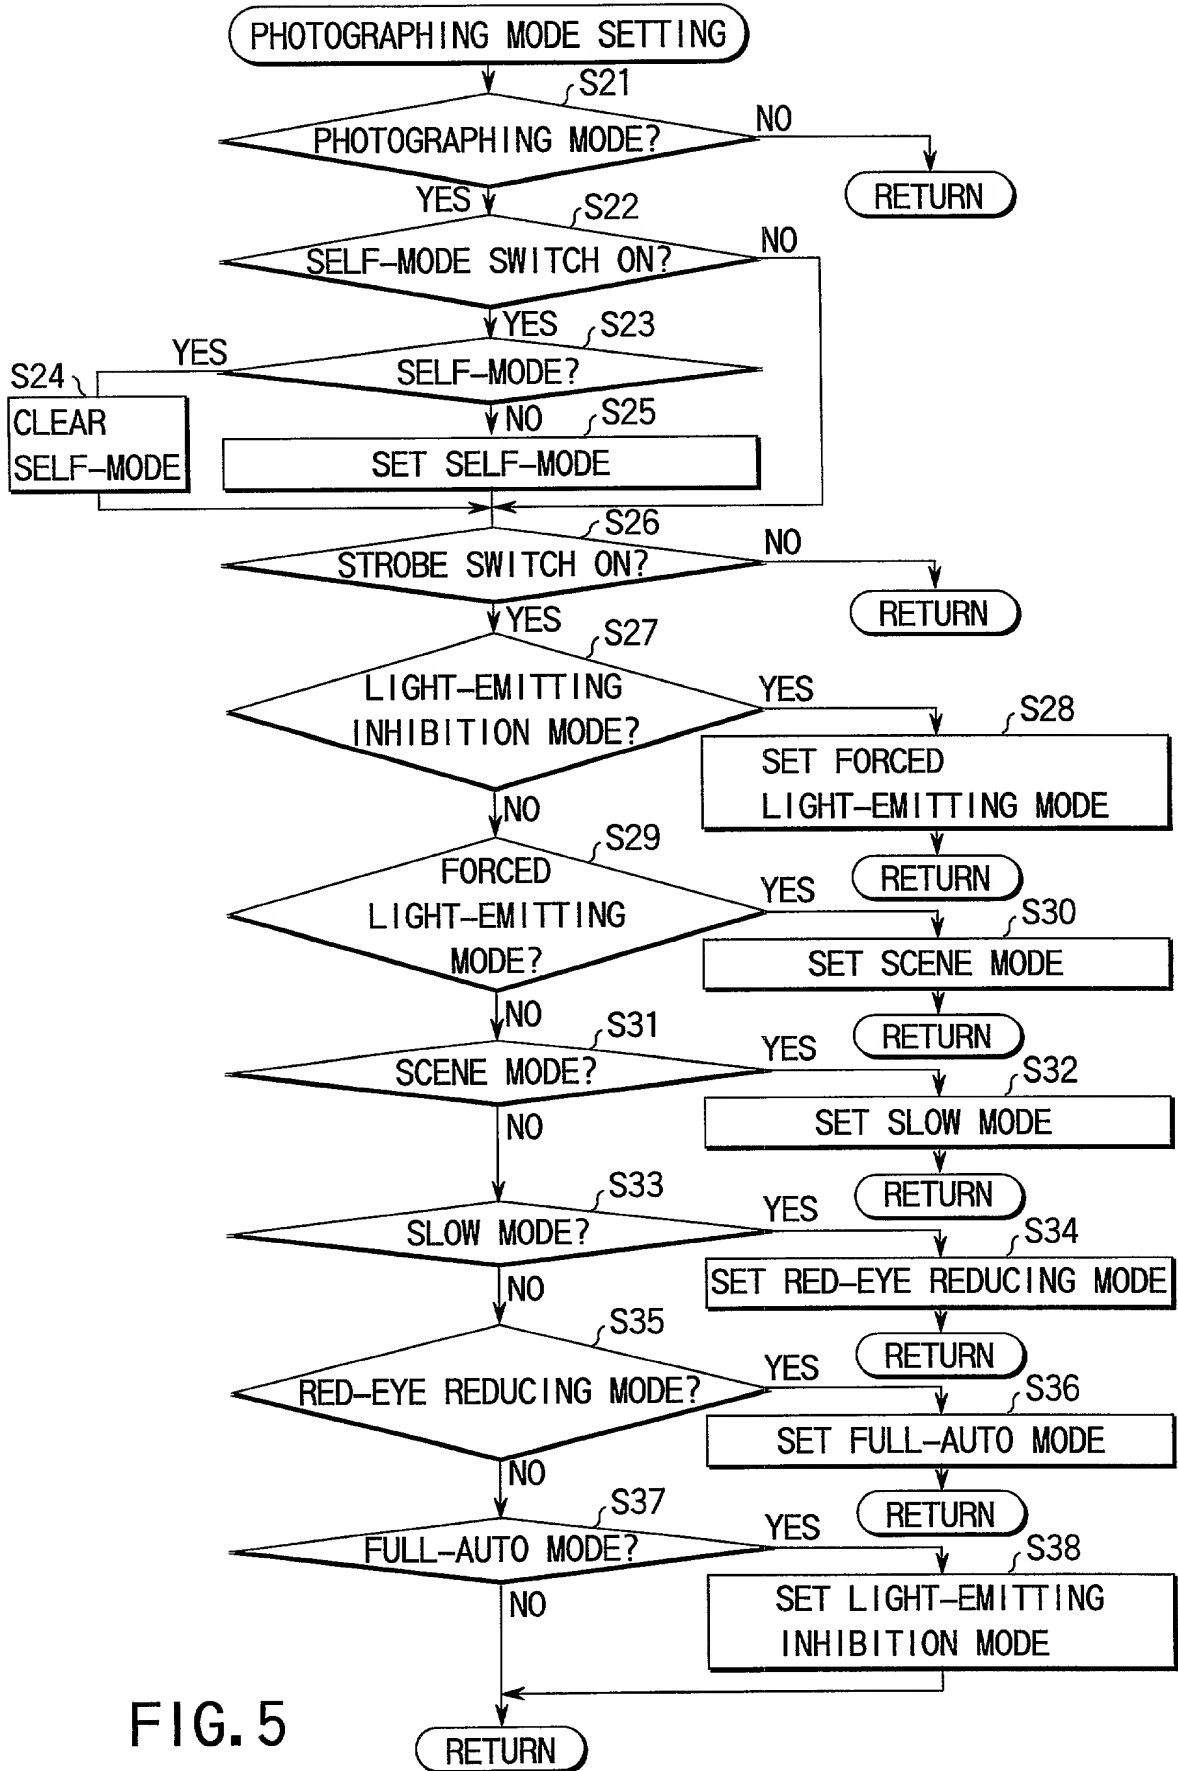 PHOTOGRAPHING MODE SETTING
S21
PHOTOGRAPHING MODE?
NO
RETURN
YES
S22
SELF-MODE SWITCH ON?
NO
YES
S23
SELF-MODE?
YES
S24
CLEAR
SELF-MODE
NO
S25
SET SELF-MODE
S26
STROBE SWITCH ON?
NO
RETURN
YES
S27
LIGHT-EMITTING
INHIBITION MODE?
YES
S28
SET FORCED
LIGHT-EMITTING MODE
RETURN
NO
S29
FORCED
LIGHT-EMITTING
MODE?
YES
S30
SET SCENE MODE
RETURN
NO
S31
SCENE MODE?
YES
S32
SET SLOW MODE
RETURN
NO
S33
SLOW MODE?
YES
S34
SET RED-EYE REDUCING MODE
RETURN
NO
S35
RED-EYE REDUCING MODE?
YES
S36
SET FULL-AUTO MODE
RETURN
NO
S37
FULL-AUTO MODE?
YES
S38
SET LIGHT-EMITTING
INHIBITION MODE
NO
RETURN
FIG. 5